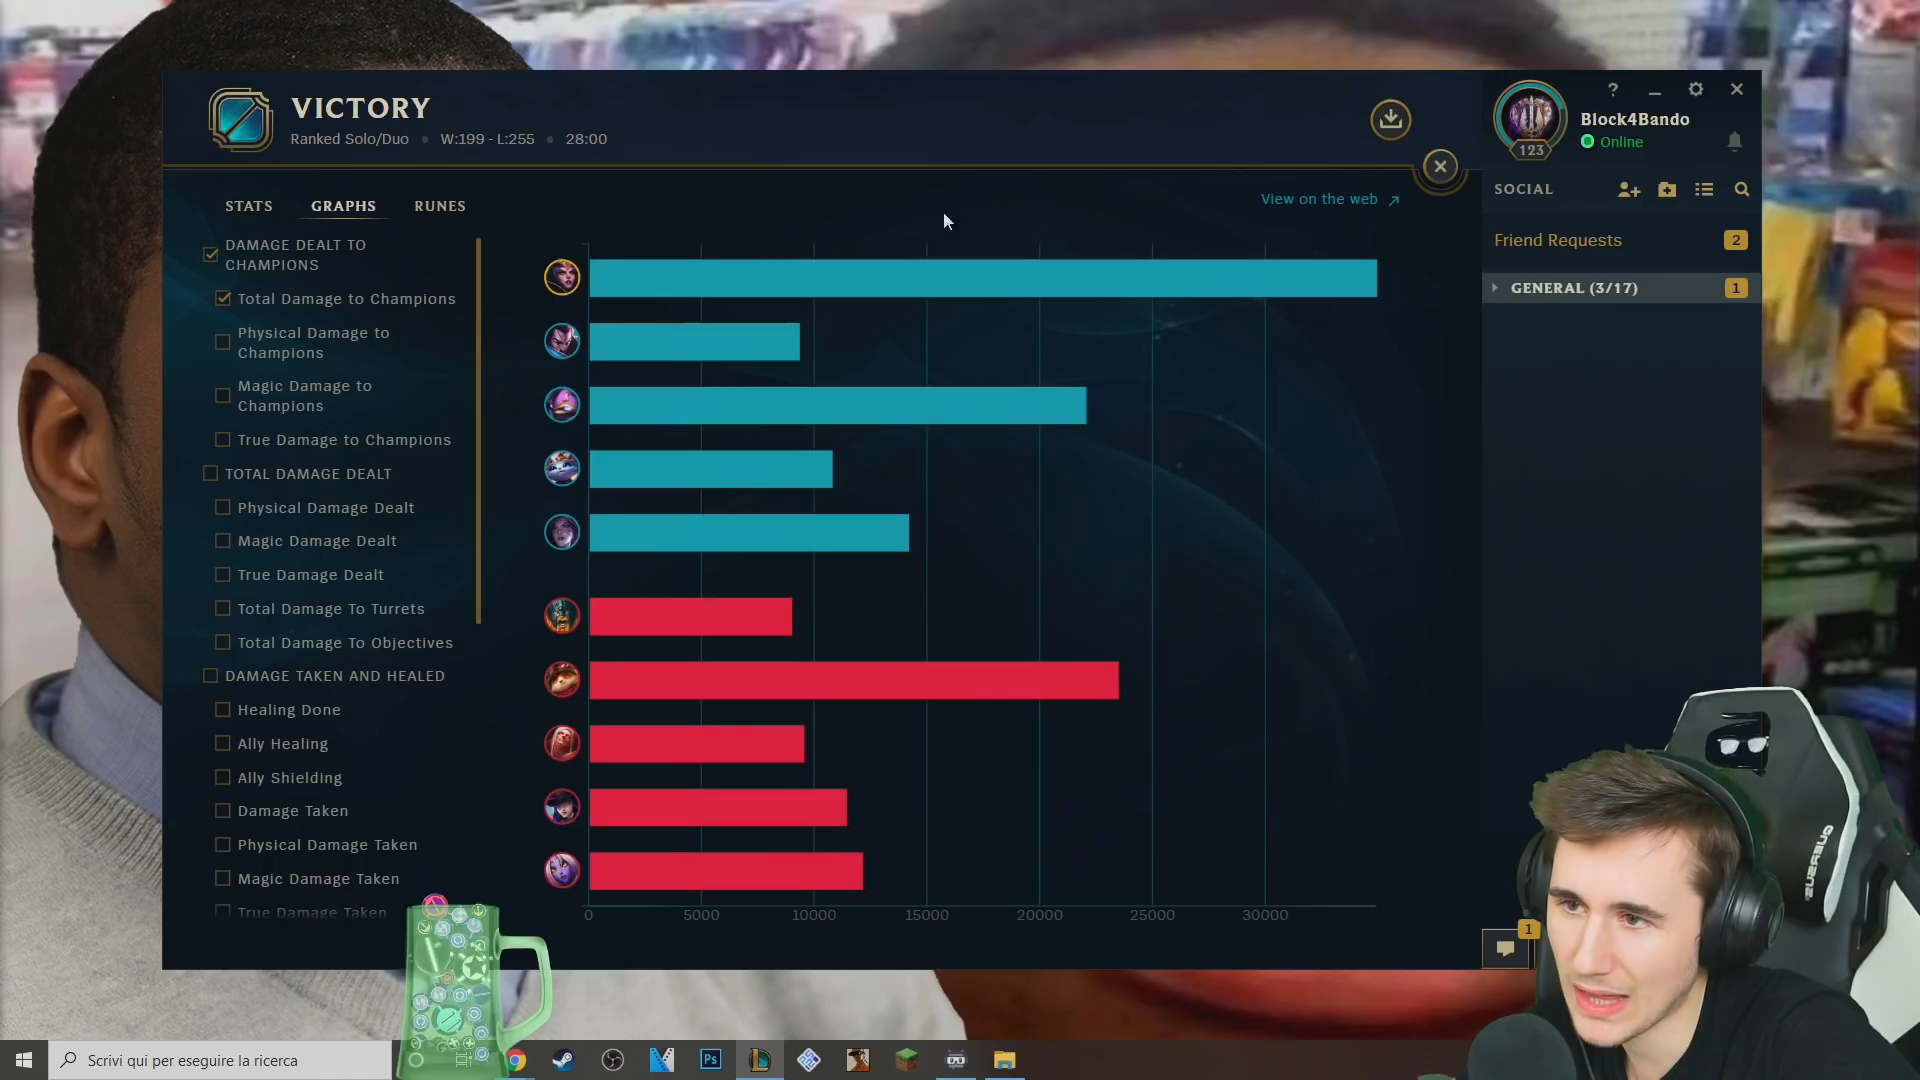 VICTORY
Ranked Solo/Duo • W:199 - L:255 • 28:00
STATS GRAPHS RUNES
View on the web
DAMAGE DEALT TO
CHAMPIONS
Total Damage to Champions
Physical Damage to
Champions
Magic Damage to
Champions
True Damage to Champions
TOTAL DAMAGE DEALT
Physical Damage Dealt
Magic Damage Dealt
True Damage Dealt
Total Damage To Turrets
Total Damage To Objectives
DAMAGE TAKEN AND HEALED
Healing Done
Ally Healing
Ally Shielding
Damage Taken
Physical Damage Taken
Magic Damage Taken
True Damage Taken
0 5000 10000 15000 20000 25000 30000
?
123
Block4Bando
Online
SOCIAL
Friend Requests 2
GENERAL (3/17) 1
1
QUERSUS
Scrivi qui per eseguire la ricerca
Ps